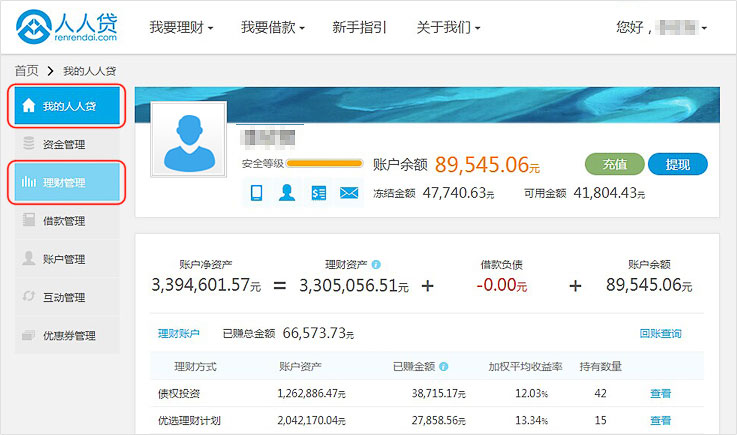 人人贷
renrendai.com
我要理财 我要借款 新手指引 关于我们 您好，
首页 > 我的人人贷
我的人人贷
资金管理
理财管理
借款管理
账户管理
互动管理
优惠券管理
安全等级 账户余额 89,545.06元 充值 提现
冻结金额 47,740.63元 可用金额 41,804.43元
账户净资产 理财资产 借款负债 账户余额
3,394,601.57元 = 3,305,056.51元 + -0.00元 + 89,545.06元
理财账户 已赚总金额 66,573.73元 回账查询
理财方式 账户资产 已赚金额 加权平均收益率 持有数量
债权投资 1,262,886.47元 38,715.17元 12.03% 42 查看
优选理财计划 2,042,170.04元 27,858.56元 13.34% 15 查看